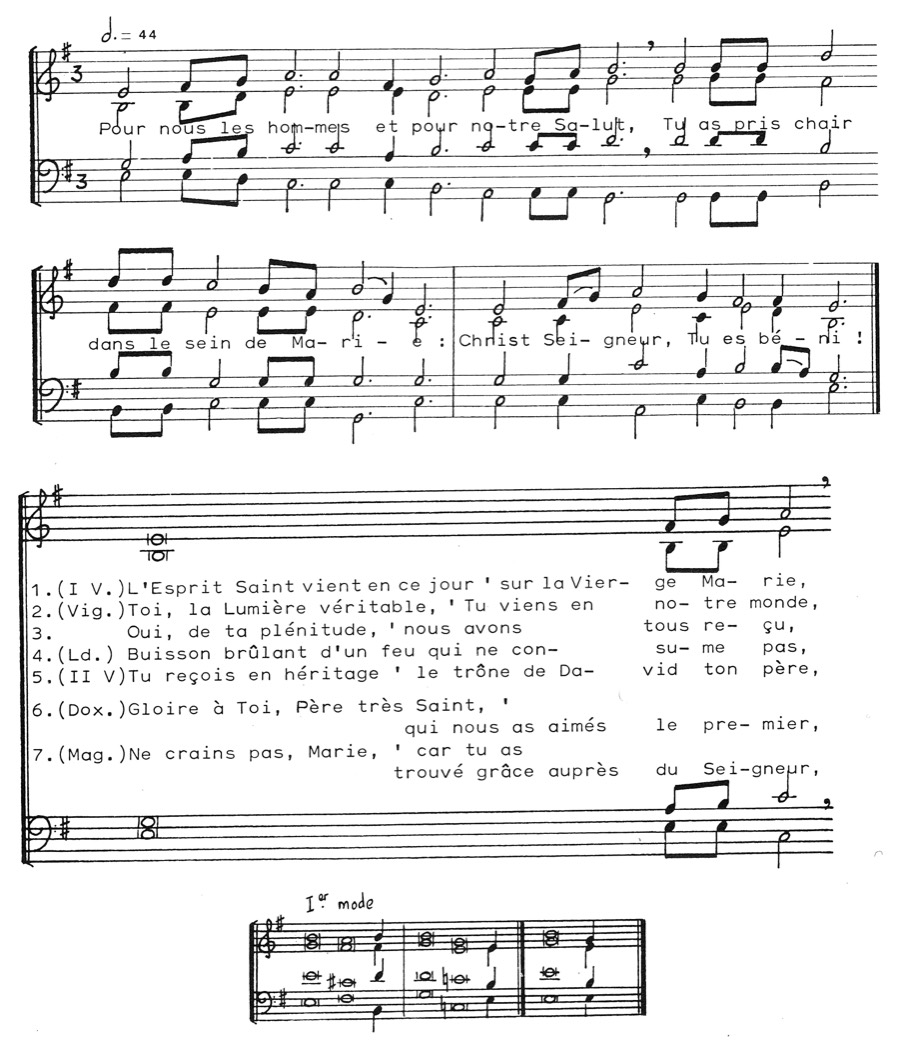 𝅗𝅥. = 44
3
Pour nous les hom-mes et pour no-tre Sa-lut, Tu as pris chair
3
dans le sein de Ma-ri - e : Christ Sei- gneur, Tu es bé - ni !
1.(I V.)L'Esprit Saint vient en ce jour ' sur la Vier- ge Ma- rie,
2.(Vig.)Toi, la Lumière véritable, ' Tu viens en no- tre monde,
3. Oui, de ta plénitude, ' nous avons tous re- çu,
4.(Ld.) Buisson brûlant d'un feu qui ne con- su- me pas,
5.(II V)Tu reçois en héritage ' le trône de Da- vid ton père,
6.(Dox.)Gloire à Toi, Père très Saint, '
qui nous as aimés le pre- mier,
7.(Mag.)Ne crains pas, Marie, ' car tu as
trouvé grâce auprès du Sei-gneur,
Ier mode